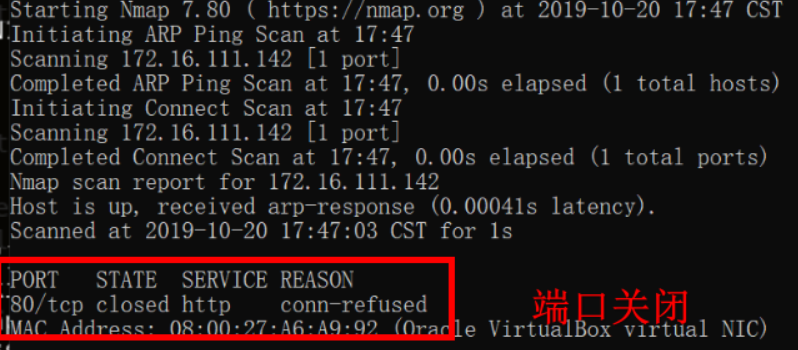 Starting Nmap 7.80 ( https://nmap.org ) at 2019-10-20 17:47 CST
Initiating ARP Ping Scan at 17:47
Scanning 172.16.111.142 [1 port]
Completed ARP Ping Scan at 17:47, 0.00s elapsed (1 total hosts)
Initiating Connect Scan at 17:47
Scanning 172.16.111.142 [1 port]
Completed Connect Scan at 17:47, 0.00s elapsed (1 total ports)
Nmap scan report for 172.16.111.142
Host is up, received arp-response (0.00041s latency).
Scanned at 2019-10-20 17:47:03 CST for 1s
PORT STATE SERVICE REASON
80/tcp closed http conn-refused
端口关闭
MAC Address: 08:00:27:A6:A9:92 (Oracle VirtualBox virtual NIC)